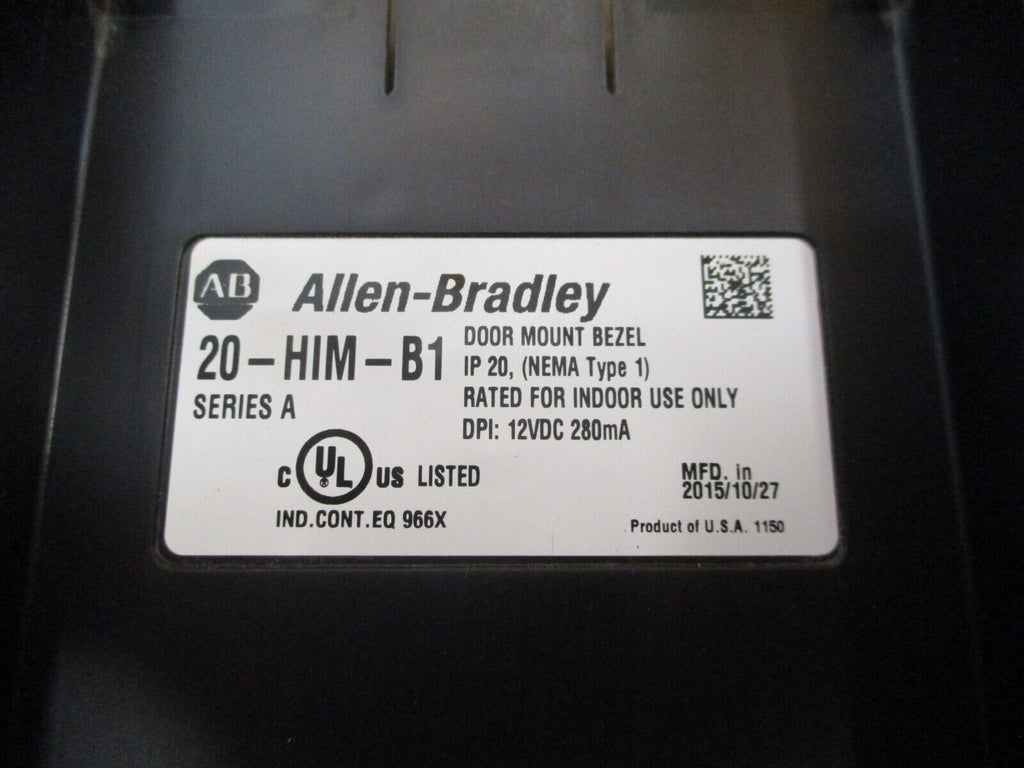 AB Allen-Bradley
20-HIM-B1
SERIES A
DOOR MOUNT BEZEL
IP 20, (NEMA Type 1)
RATED FOR INDOOR USE ONLY
DPI: 12VDC 280mA
C UL US LISTED
IND.CONT.EQ 966X
MFD. in
2015/10/27
Product of U.S.A. 1150